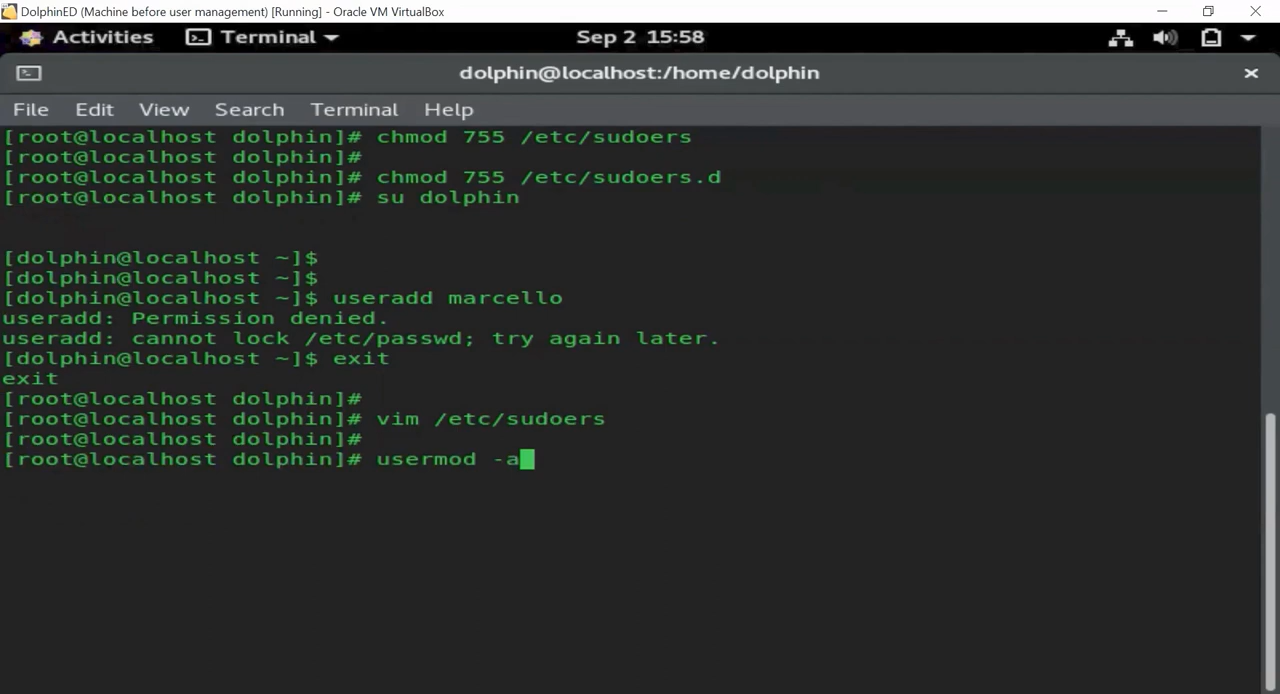 DolphinED (Machine before user management) [Running] - Oracle VM VirtualBox
Activities Terminal Sep 2 15:58
dolphin@localhost:/home/dolphin
File Edit View Search Terminal Help
[root@localhost dolphin]# chmod 755 /etc/sudoers
[root@localhost dolphin]#
[root@localhost dolphin]# chmod 755 /etc/sudoers.d
[root@localhost dolphin]# su dolphin
[dolphin@localhost ~]$
[dolphin@localhost ~]$
[dolphin@localhost ~]$ useradd marcello
useradd: Permission denied.
useradd: cannot lock /etc/passwd; try again later.
[dolphin@localhost ~]$ exit
exit
[root@localhost dolphin]#
[root@localhost dolphin]# vim /etc/sudoers
[root@localhost dolphin]#
[root@localhost dolphin]# usermod -a